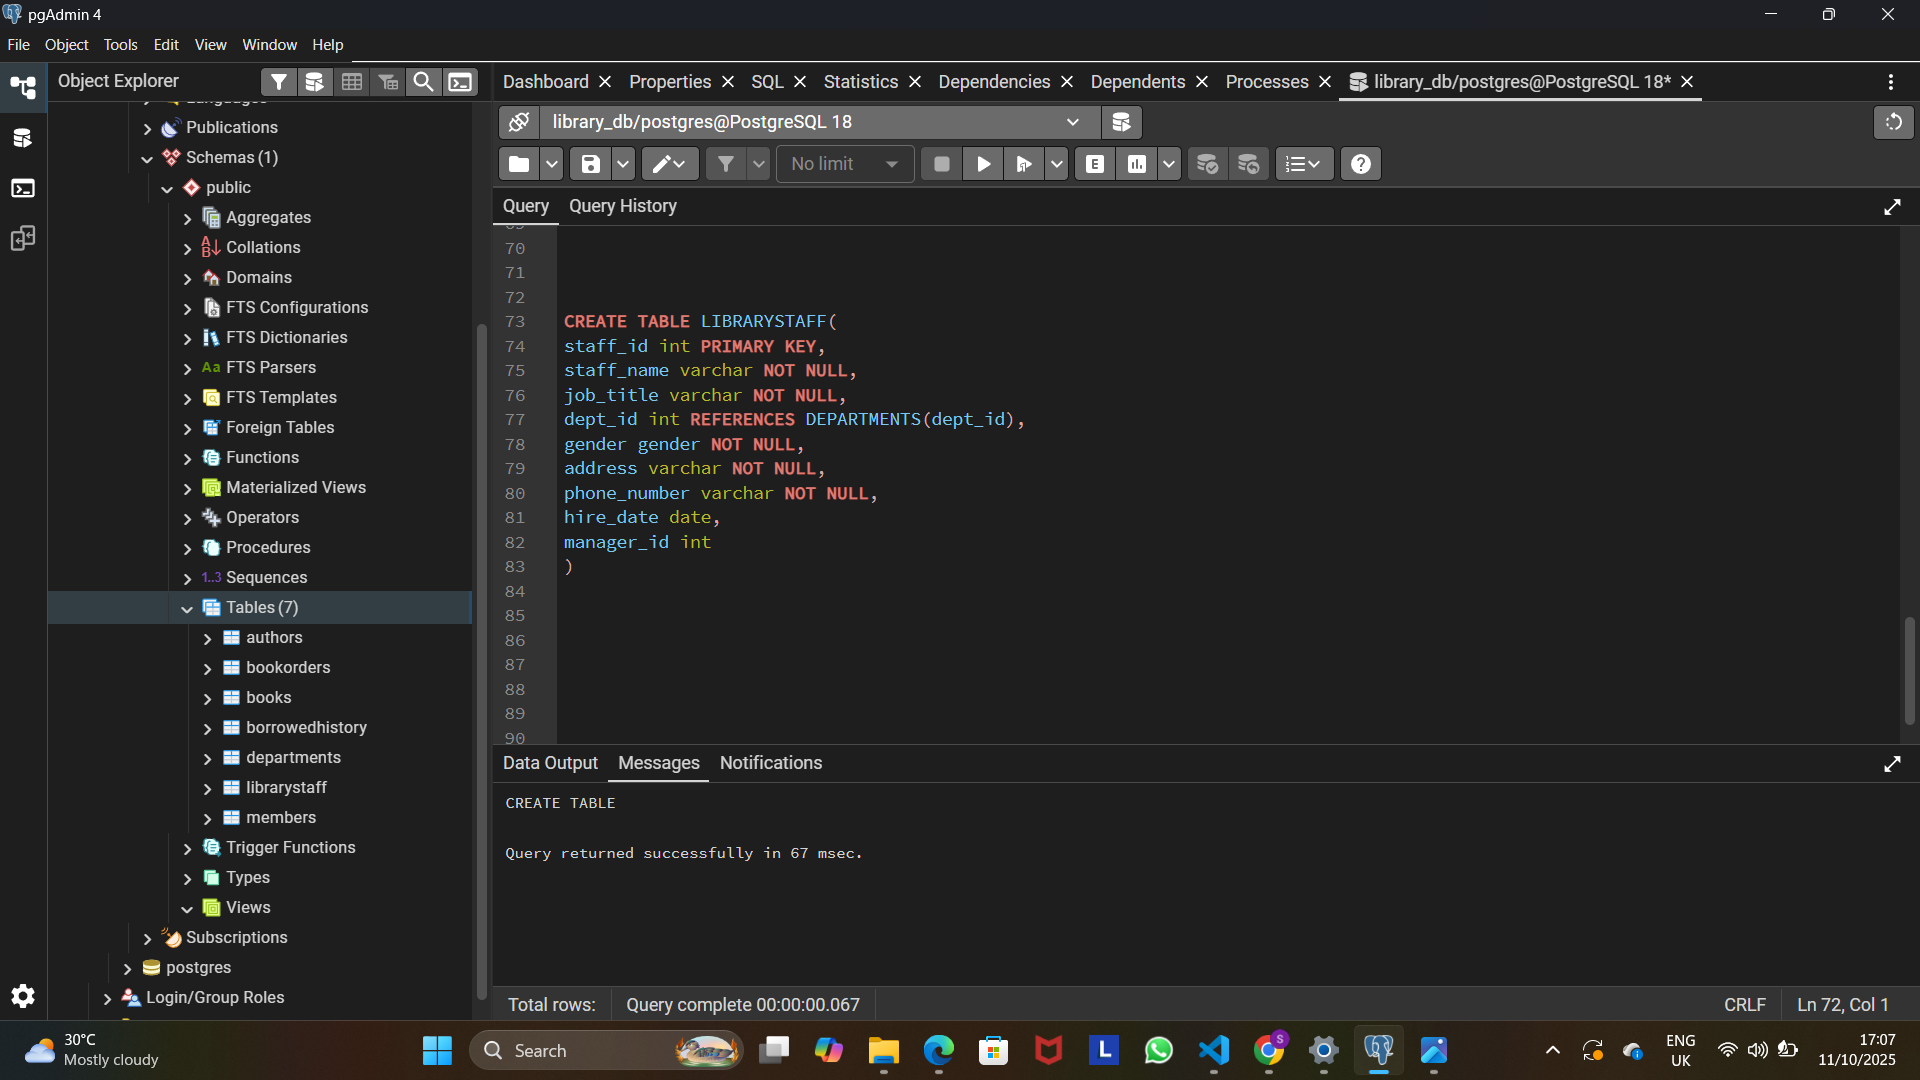 pgAdmin 4
File Object Tools Edit View Window Help
Object Explorer
Dashboard Properties SQL Statistics Dependencies Dependents Processes library_db/postgres@PostgreSQL 18*
library_db/postgres@PostgreSQL 18
No limit
E
Query Query History
Languages
Publications
Schemas (1)
public
Aggregates
Collations
Domains
FTS Configurations
FTS Dictionaries
Aa FTS Parsers
FTS Templates
Foreign Tables
Functions
Materialized Views
Operators
Procedures
1..3 Sequences
Tables (7)
authors
bookorders
books
borrowedhistory
departments
librarystaff
members
Trigger Functions
Types
Views
Subscriptions
postgres
Login/Group Roles
69
70
71
72
73 CREATE TABLE LIBRARYSTAFF(
74 staff_id int PRIMARY KEY,
75 staff_name varchar NOT NULL,
76 job_title varchar NOT NULL,
77 dept_id int REFERENCES DEPARTMENTS(dept_id),
78 gender gender NOT NULL,
79 address varchar NOT NULL,
80 phone_number varchar NOT NULL,
81 hire_date date,
82 manager_id int
83 )
84
85
86
87
88
89
90
Data Output Messages Notifications
CREATE TABLE
Query returned successfully in 67 msec.
Total rows: Query complete 00:00:00.067 CRLF Ln 72, Col 1
30°C
Mostly cloudy
Search
L
S
ENG
UK
17:07
11/10/2025